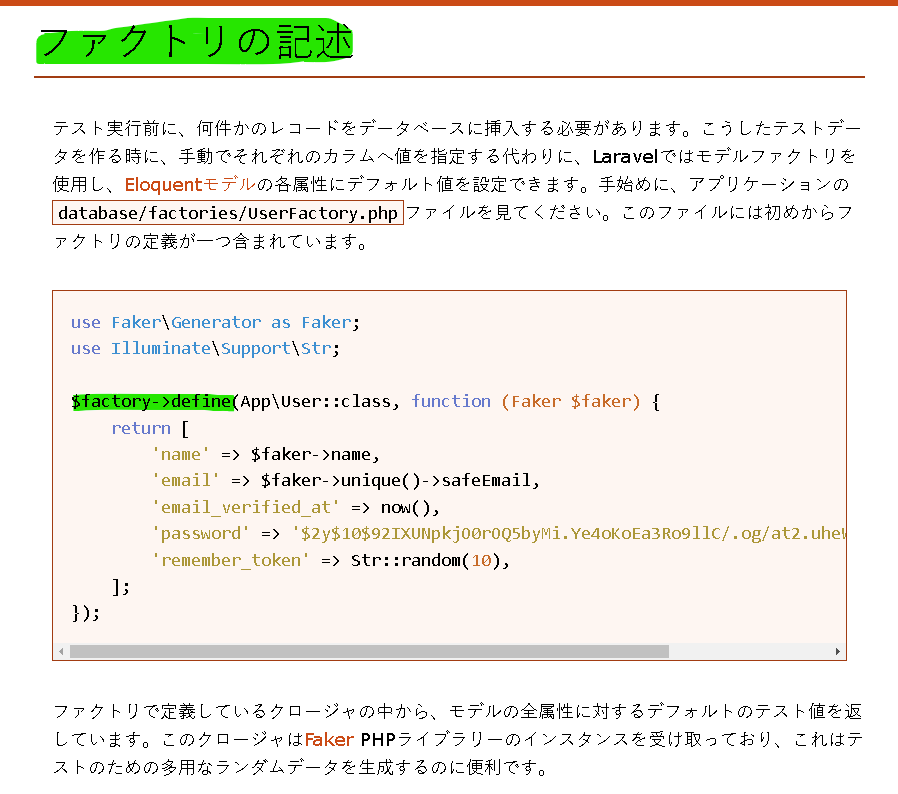 ファクトリの記述
テスト実行前に、何件かのレコードをデータベースに挿入する必要があります。こうしたテストデー
タを作る時に、手動でそれぞれのカラムへ値を指定する代わりに、Laravelではモデルファクトリを
使用し、Eloquentモデルの各属性にデフォルト値を設定できます。手始めに、アプリケーションの
database/factories/UserFactory.phpファイルを見てください。このファイルには初めからフ
ァクトリの定義が一つ含まれています。
use Faker\Generator as Faker;
use Illuminate\Support\Str;
$factory->define(App\User::class, function (Faker $faker) {
return [
'name' => $faker->name,
'email' => $faker->unique()->safeEmail,
'email_verified_at' => now(),
'password' => '$2y$10$92IXUNpkjO0rOQ5byMi.Ye4oKoEa3Ro9llC/.og/at2.uheW
'remember_token' => Str::random(10),
];
});
ファクトリで定義しているクロージャの中から、モデルの全属性に対するデフォルトのテスト値を返
しています。このクロージャはFaker PHPライブラリーのインスタンスを受け取っており、これはテ
ストのための多用なランダムデータを生成するのに便利です。